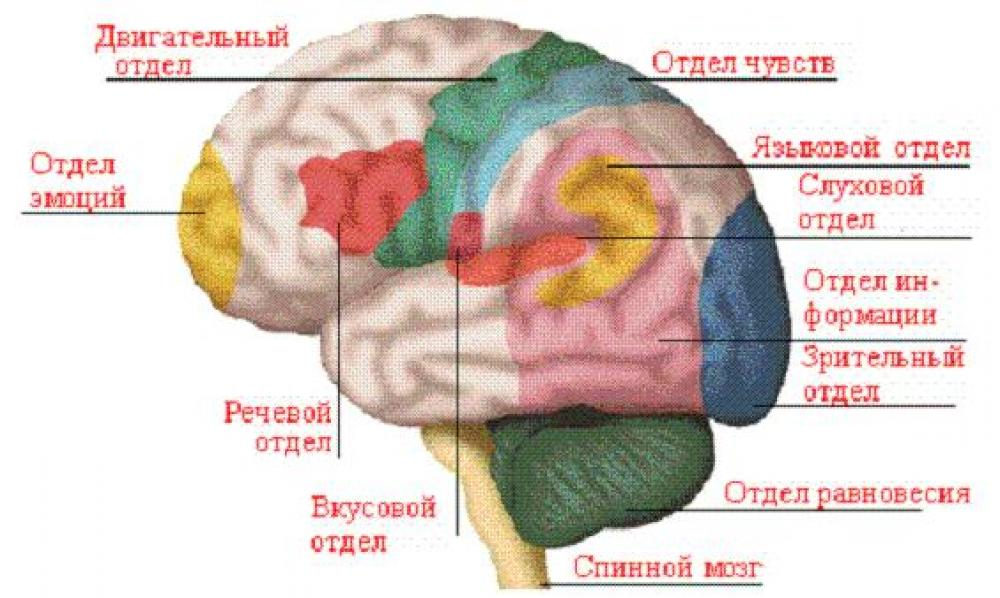 Двигательный
отдел
Отдел чувств
Отдел
эмоций
Языковой отдел
Слуховой
отдел
Отдел ин-
формации
Зрительный
отдел
Речевой
отдел
Вкусовой
отдел
Отдел равновесия
Спинной мозг